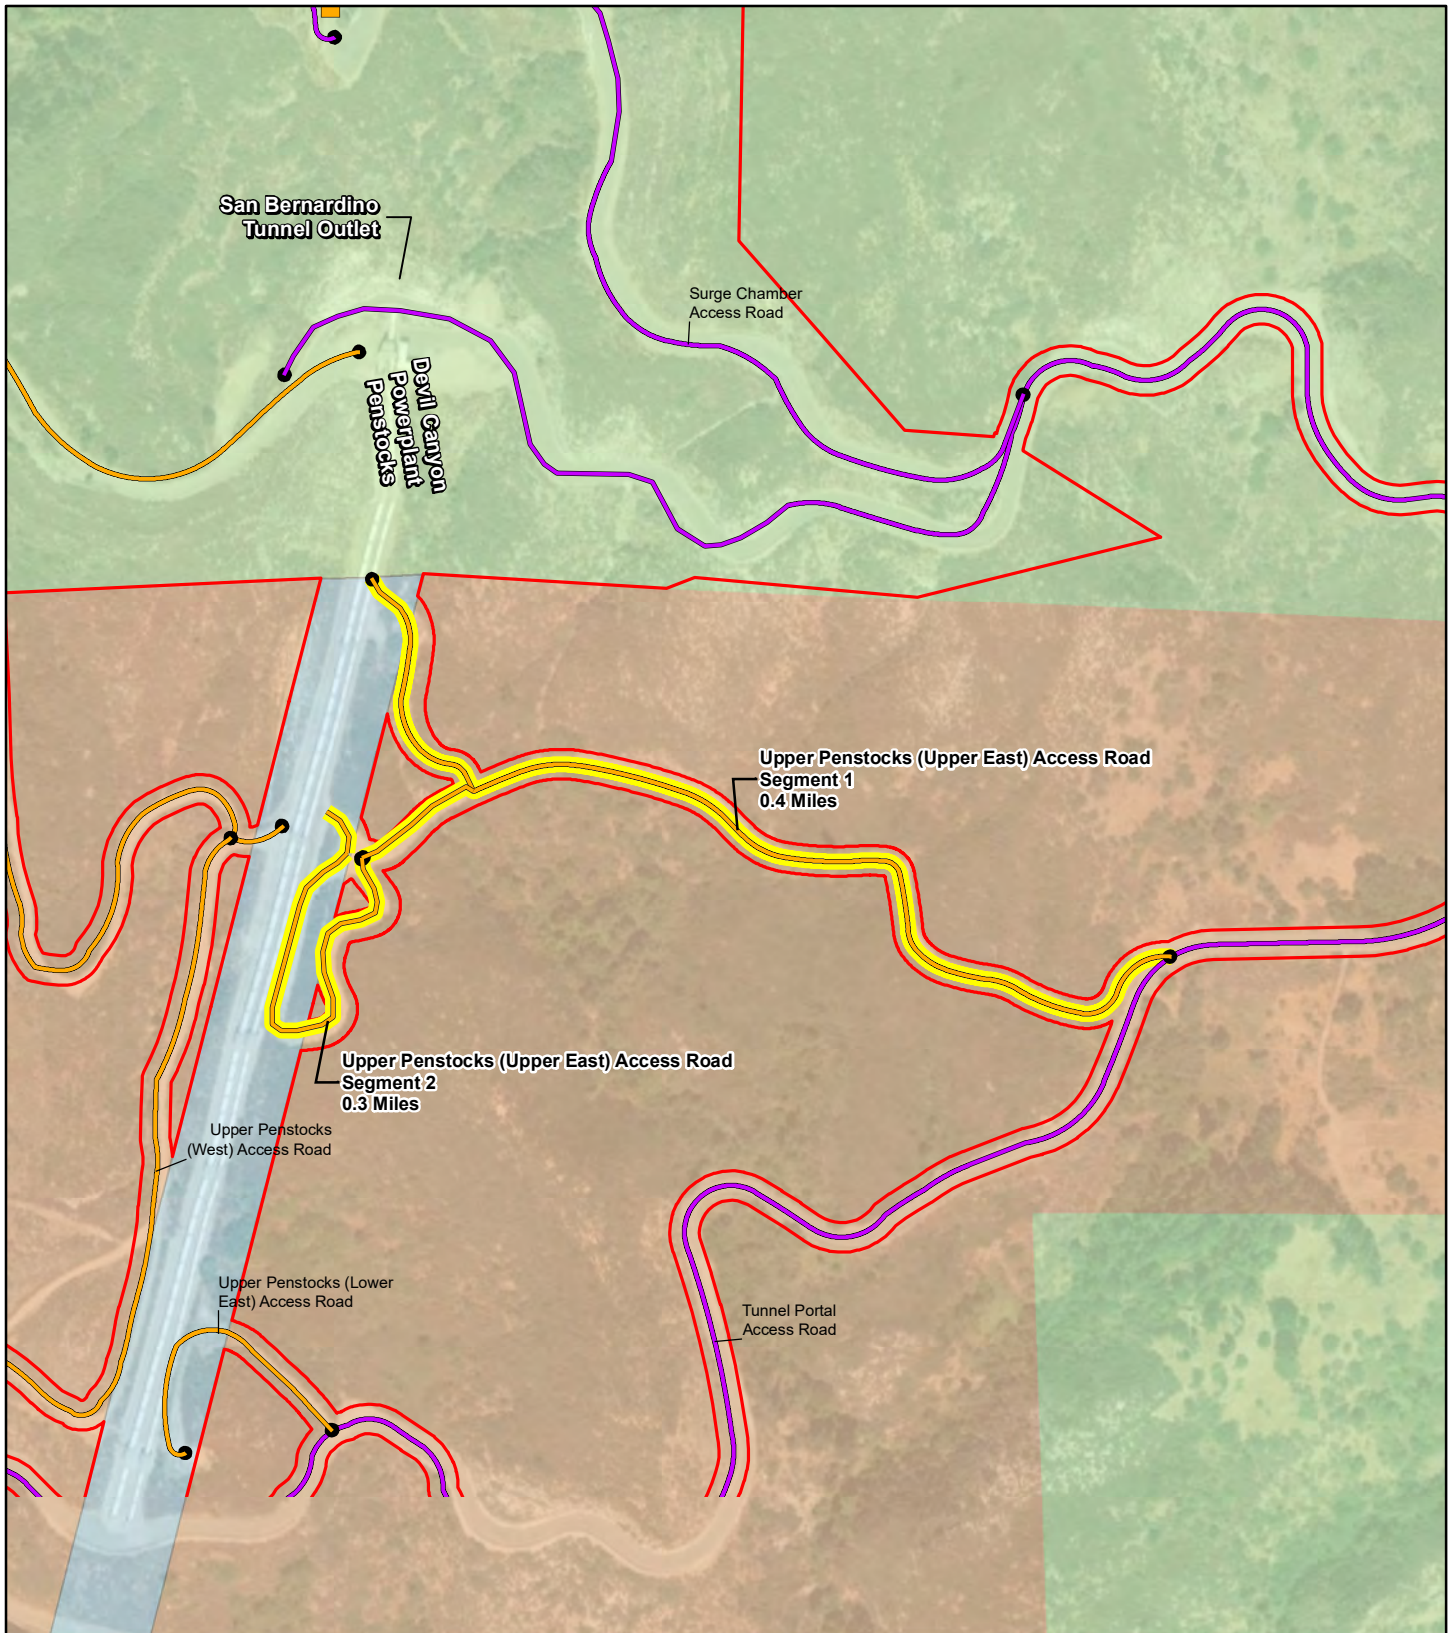 San Bernardino
Tunnel Outlet
Surge Chamber
Access Road
Devil Canyon
Powerplant
Penstocks
Upper Penstocks (Upper East) Access Road
Segment 1
0.4 Miles
Upper Penstocks (Upper East) Access Road
Segment 2
0.3 Miles
Upper Penstocks
(West) Access Road
Upper Penstocks (Lower
East) Access Road
Tunnel Portal
Access Road